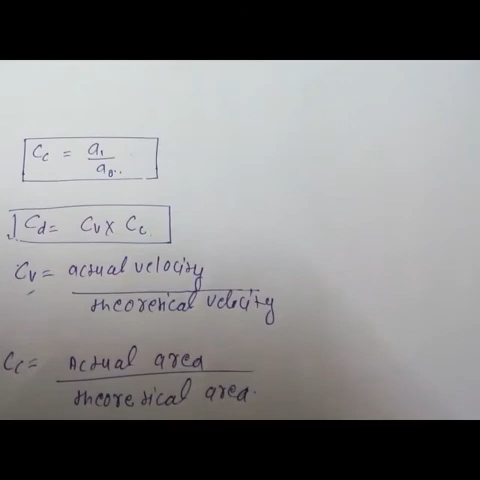 Cc = a₁/a₀..
Cd = Cv × Cc.
Cv = actual velocity
theoretical velocity
Cc = Actual area
theoretical area.